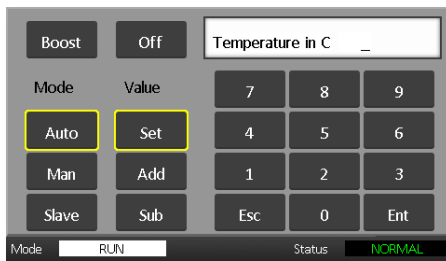 Boost Off Temperature in C _
Mode Value 7 8 9
Auto Set 4 5 6
Man Add 1 2 3
Slave Sub Esc 0 Ent
Mode RUN Status NORMAL